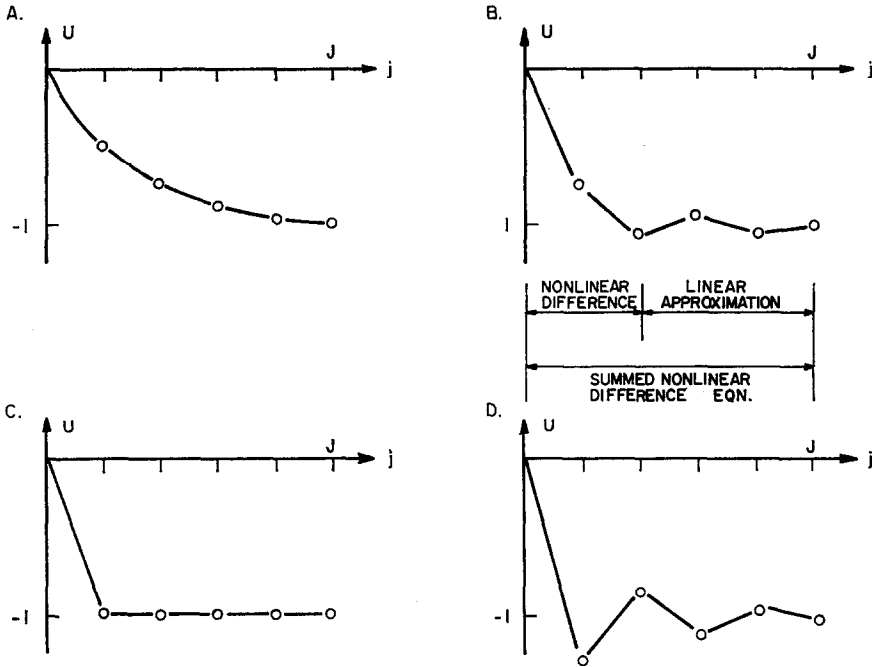 A.
U
J
j
-1
B.
U
J
j
1
NONLINEAR DIFFERENCE
LINEAR APPROXIMATION
SUMMED NONLINEAR
DIFFERENCE EQN.
C.
U
J
j
-1
D.
U
J
j
-1